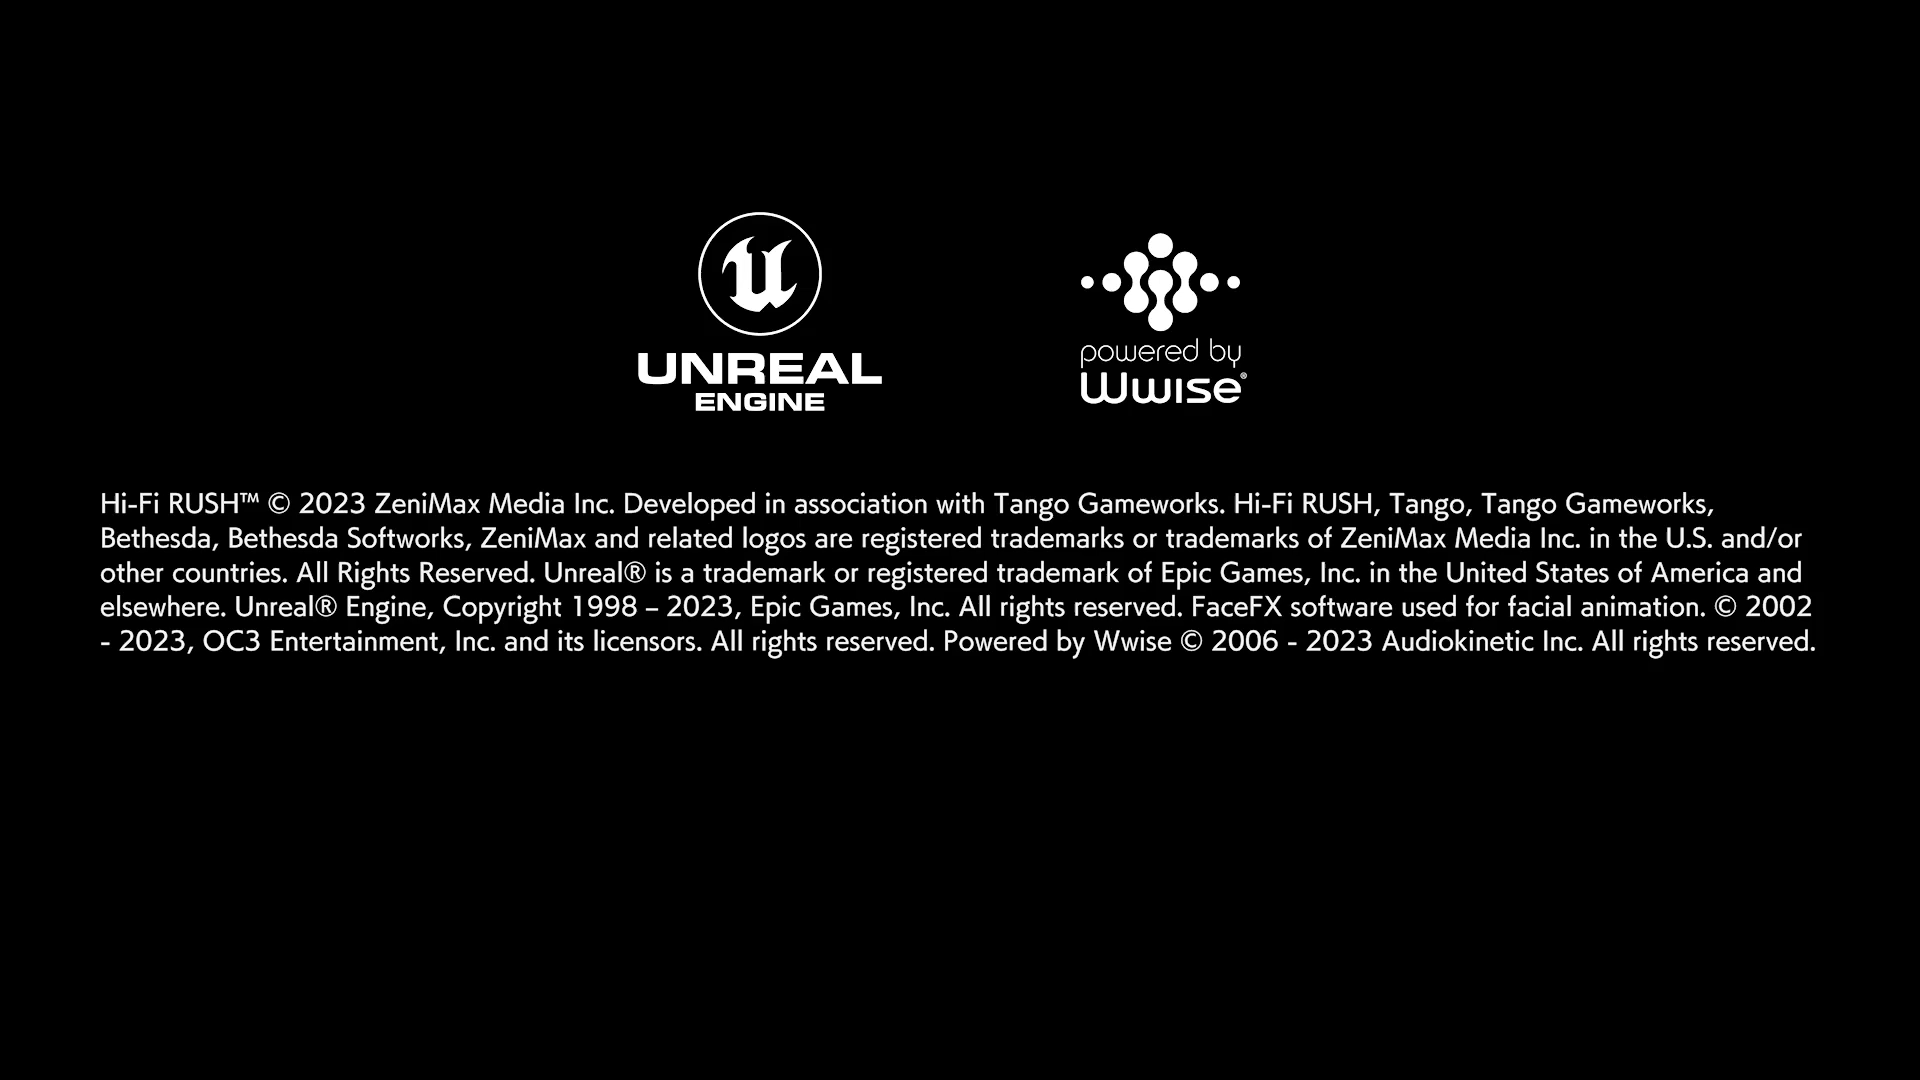 UNREAL
ENGINE
powered by
Wwise®
Hi-Fi RUSH™ © 2023 ZeniMax Media Inc. Developed in association with Tango Gameworks. Hi-Fi RUSH, Tango, Tango Gameworks,
Bethesda, Bethesda Softworks, ZeniMax and related logos are registered trademarks or trademarks of ZeniMax Media Inc. in the U.S. and/or
other countries. All Rights Reserved. Unreal® is a trademark or registered trademark of Epic Games, Inc. in the United States of America and
elsewhere. Unreal® Engine, Copyright 1998 – 2023, Epic Games, Inc. All rights reserved. FaceFX software used for facial animation. © 2002
- 2023, OC3 Entertainment, Inc. and its licensors. All rights reserved. Powered by Wwise © 2006 - 2023 Audiokinetic Inc. All rights reserved.